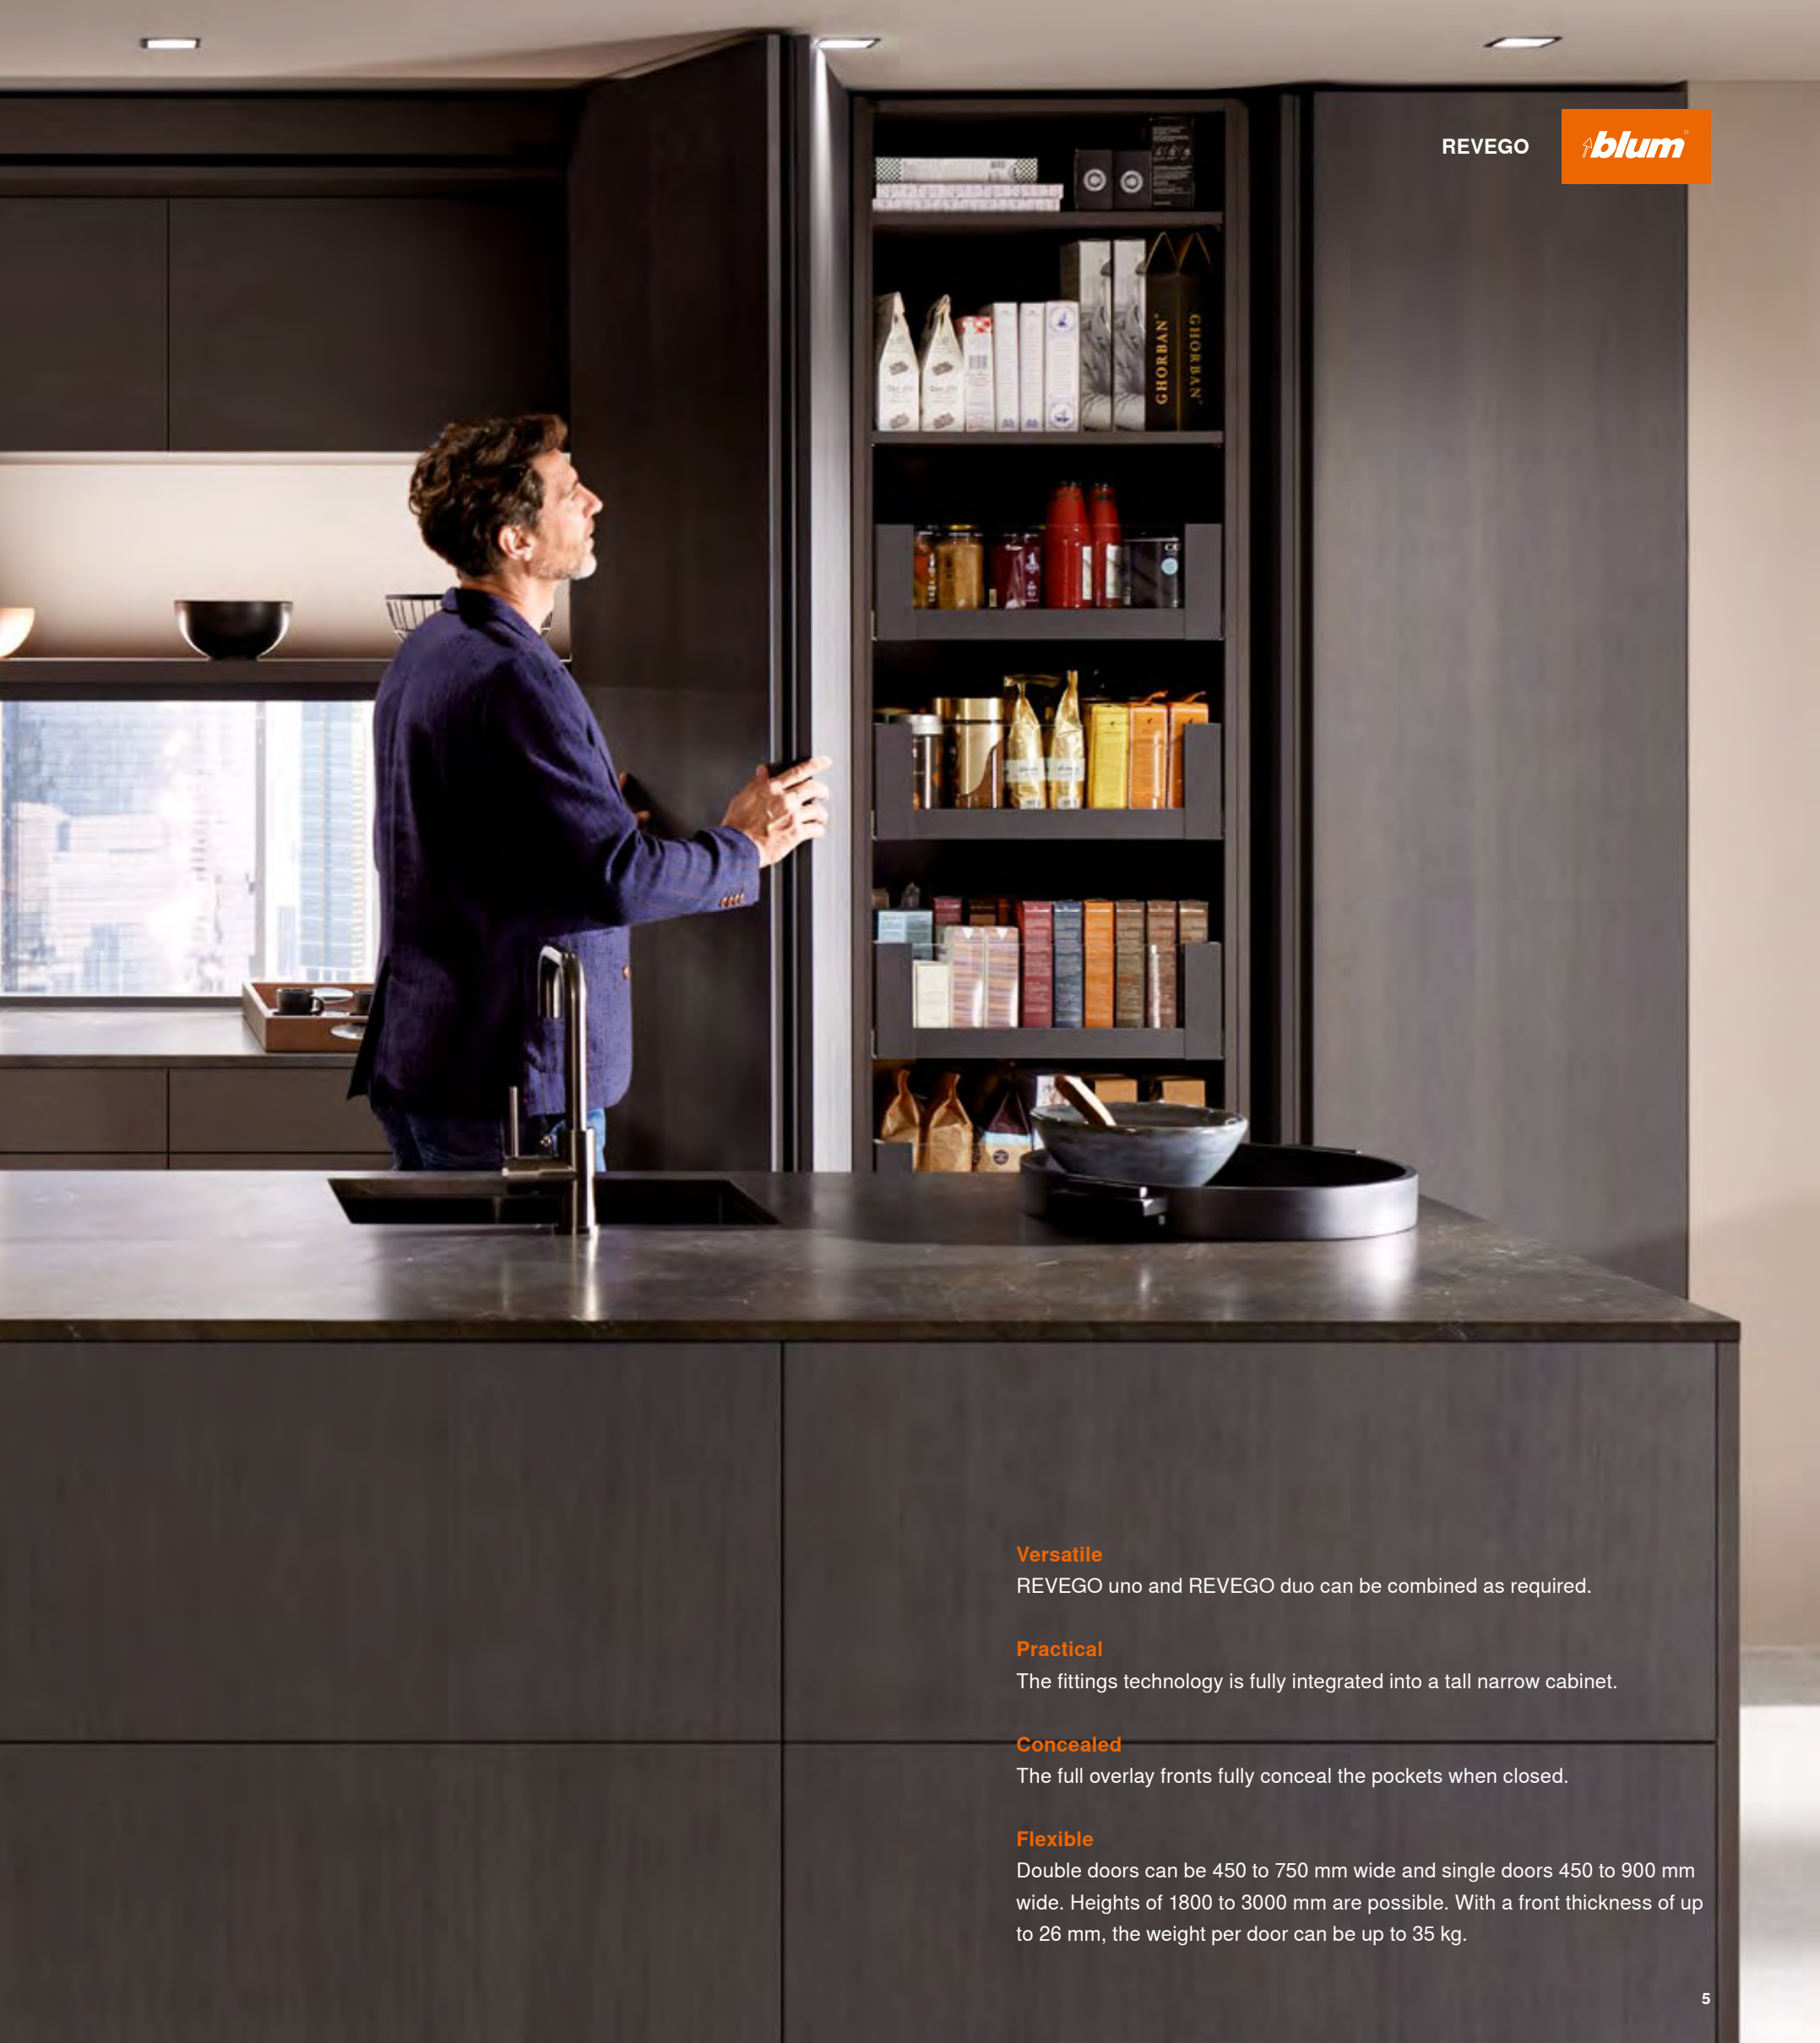 REVEGO
blum
GHORBAN
GHORBAN
Versatile
REVEGO uno and REVEGO duo can be combined as required.
Practical
The fittings technology is fully integrated into a tall narrow cabinet.
Concealed
The full overlay fronts fully conceal the pockets when closed.
Flexible
Double doors can be 450 to 750 mm wide and single doors 450 to 900 mm
wide. Heights of 1800 to 3000 mm are possible. With a front thickness of up
to 26 mm, the weight per door can be up to 35 kg.
5